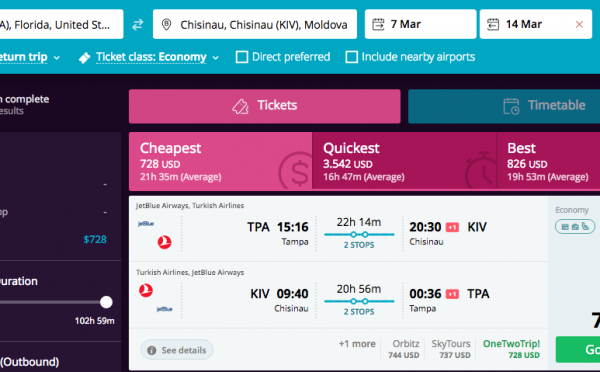 A), Florida, United St...
Chisinau, Chisinau (KIV), Moldova
7 Mar
14 Mar
eturn trip
Ticket class: Economy
Direct preferred
Include nearby airports
complete
esults
Tickets
Timetable
Cheapest
728 USD
21h 35m (Average)
Quickest
3.542 USD
16h 47m (Average)
Best
826 USD
19h 53m (Average)
-
op -
$728
Duration
102h 59m
(Outbound)
JetBlue Airways, Turkish Airlines
jetBlue
TPA 15:16
Tampa
22h 14m
2 STOPS
20:30 +1 KIV
Chisinau
Turkish Airlines, JetBlue Airways
jetBlue
KIV 09:40
Chisinau
20h 56m
2 STOPS
00:36 +1 TPA
Tampa
See details
+1 more
Orbitz
744 USD
SkyTours
737 USD
OneTwoTrip!
728 USD
Economy
7
Go